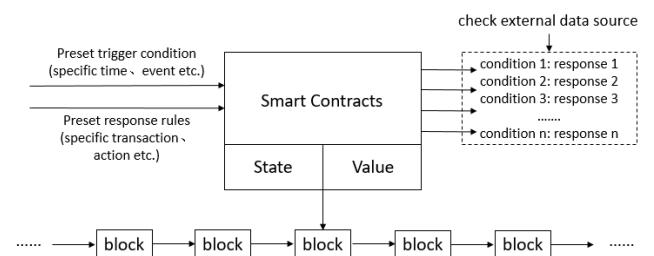 check external data source
Preset trigger condition
(specific time、event etc.)
Preset response rules
(specific transaction、
action etc.)
Smart Contracts
State
Value
condition 1: response 1
condition 2: response 2
condition 3: response 3
.......
condition n: response n
...... block block block block block ......